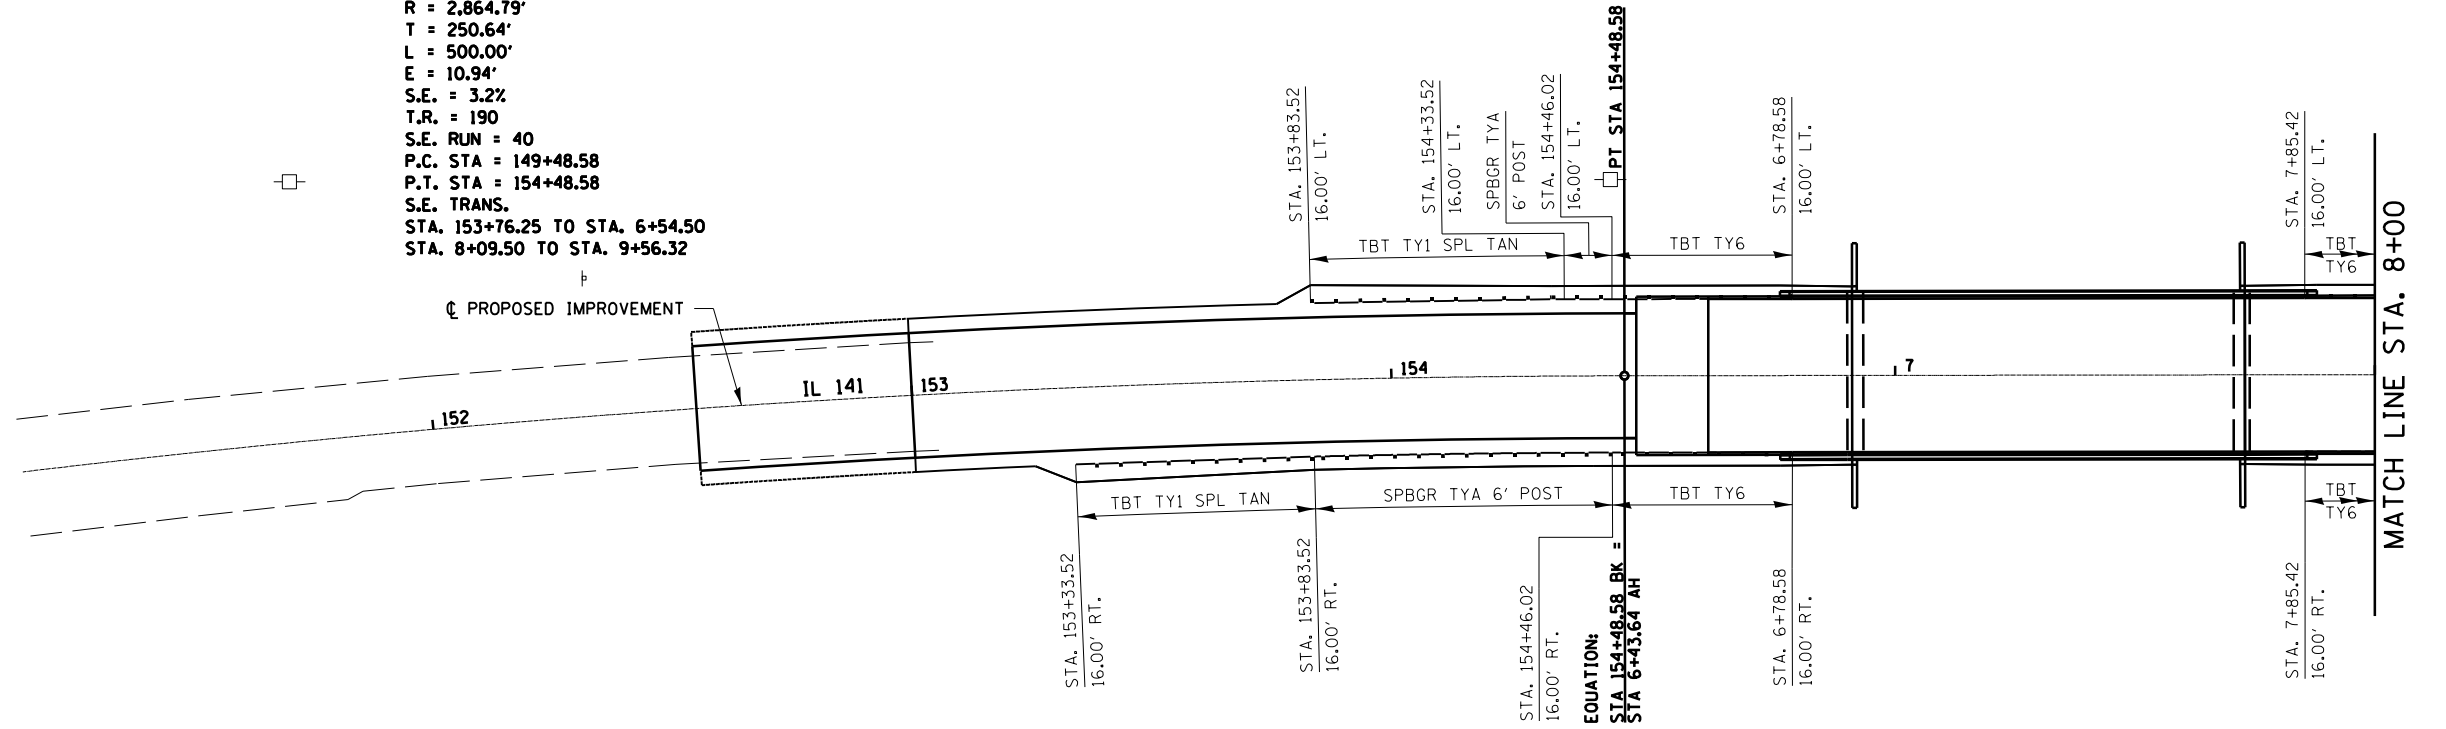 R = 2,864.79'
T = 250.64'
L = 500.00'
E = 10.94'
S.E. = 3.2%
T.R. = 190
S.E. RUN = 40
P.C. STA = 149+48.58
P.T. STA = 154+48.58
S.E. TRANS.
STA. 153+76.25 TO STA. 6+54.50
STA. 8+09.50 TO STA. 9+56.32
℄ PROPOSED IMPROVEMENT
STA. 153+83.52
16.00' LT.
STA. 154+33.52
16.00' LT.
SPBGR TYA
6' POST
STA. 154+46.02
16.00' LT.
PT STA 154+48.58
STA. 6+78.58
16.00' LT.
STA. 7+85.42
16.00' LT.
TBT TY1 SPL TAN
TBT TY6
TBT
TY6
MATCH LINE STA. 8+00
152
IL 141
153
154
7
TBT TY1 SPL TAN
SPBGR TYA 6' POST
TBT TY6
TBT
TY6
STA. 153+33.52
16.00' RT.
STA. 153+83.52
16.00' RT.
STA. 154+46.02
16.00' RT.
EQUATION:
STA 154+48.58 BK =
STA 6+43.64 AH
STA. 6+78.58
16.00' RT.
STA. 7+85.42
16.00' RT.